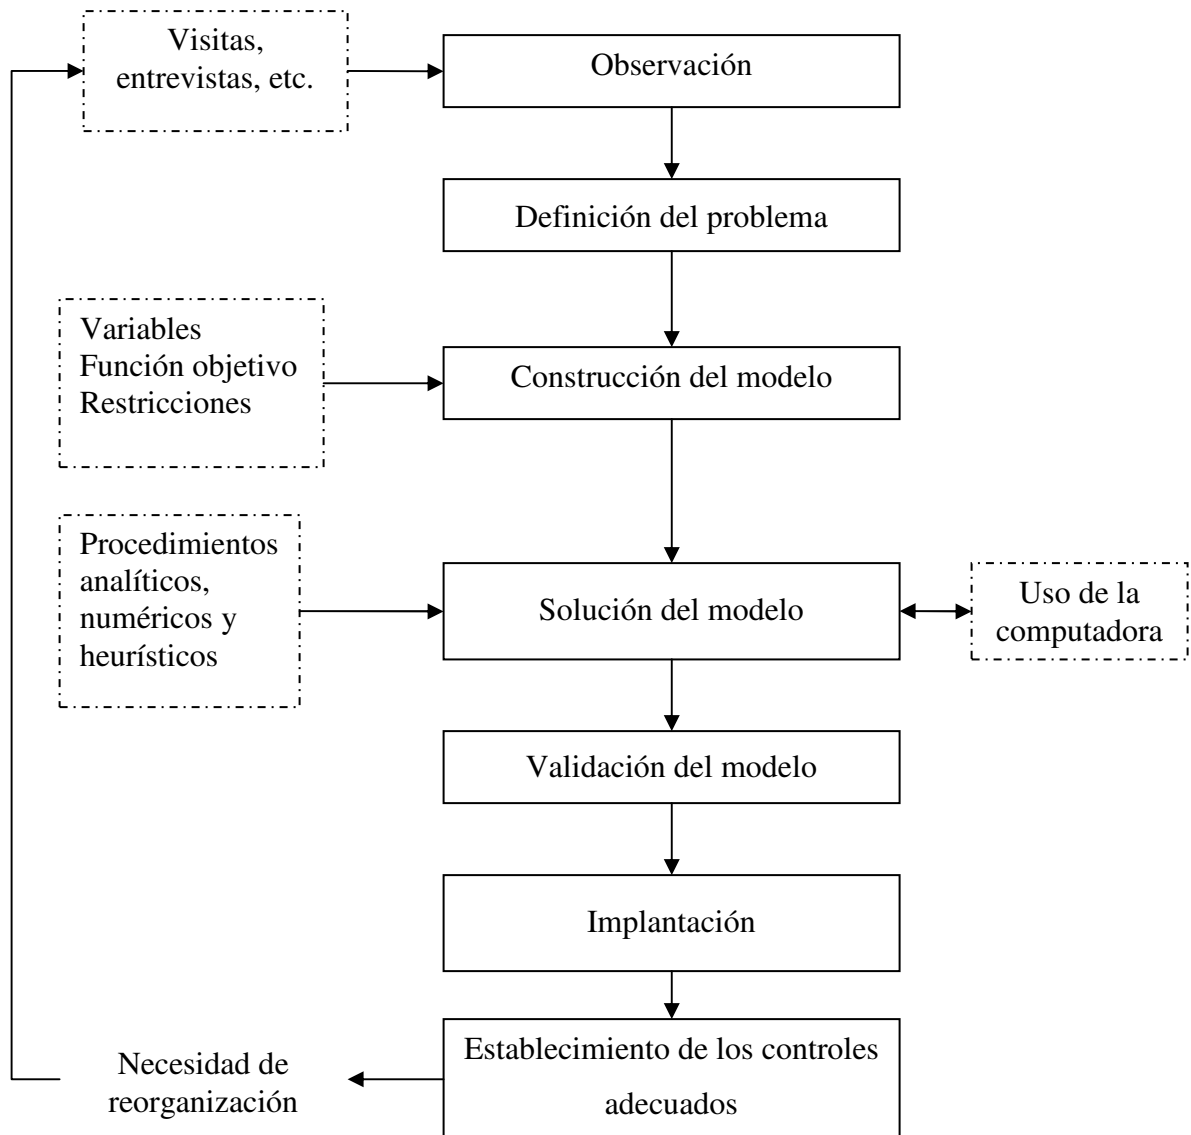 Visitas,
entrevistas, etc.
Observación
Definición del problema
Variables
Función objetivo
Restricciones
Construcción del modelo
Procedimientos
analíticos,
numéricos y
heurísticos
Solución del modelo
Uso de la
computadora
Validación del modelo
Implantación
Establecimiento de los controles
adecuados
Necesidad de
reorganización